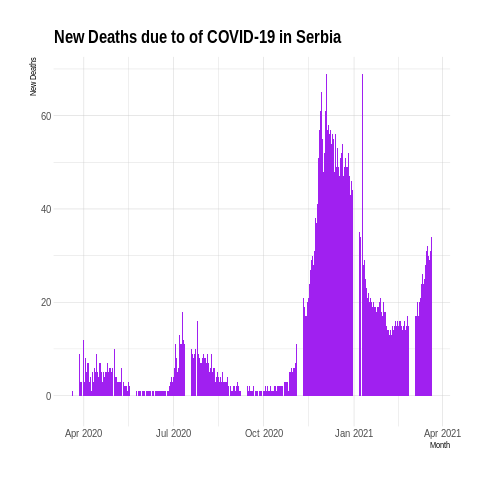 New Deaths due to of COVID-19 in Serbia
New Deaths
60
40
20
0
Apr 2020 Jul 2020 Oct 2020 Jan 2021 Apr 2021
Month